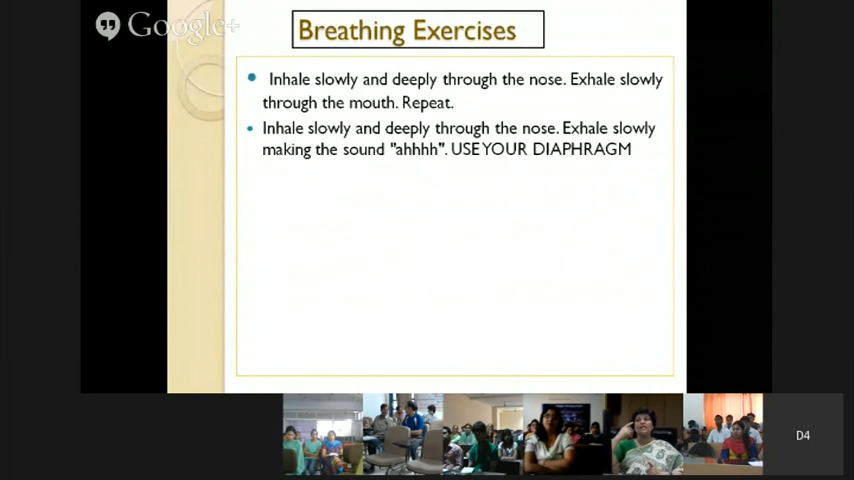 Google+
Breathing Exercises
Inhale slowly and deeply through the nose. Exhale slowly
through the mouth. Repeat.
Inhale slowly and deeply through the nose. Exhale slowly
making the sound "ahhhh". USE YOUR DIAPHRAGM
D4